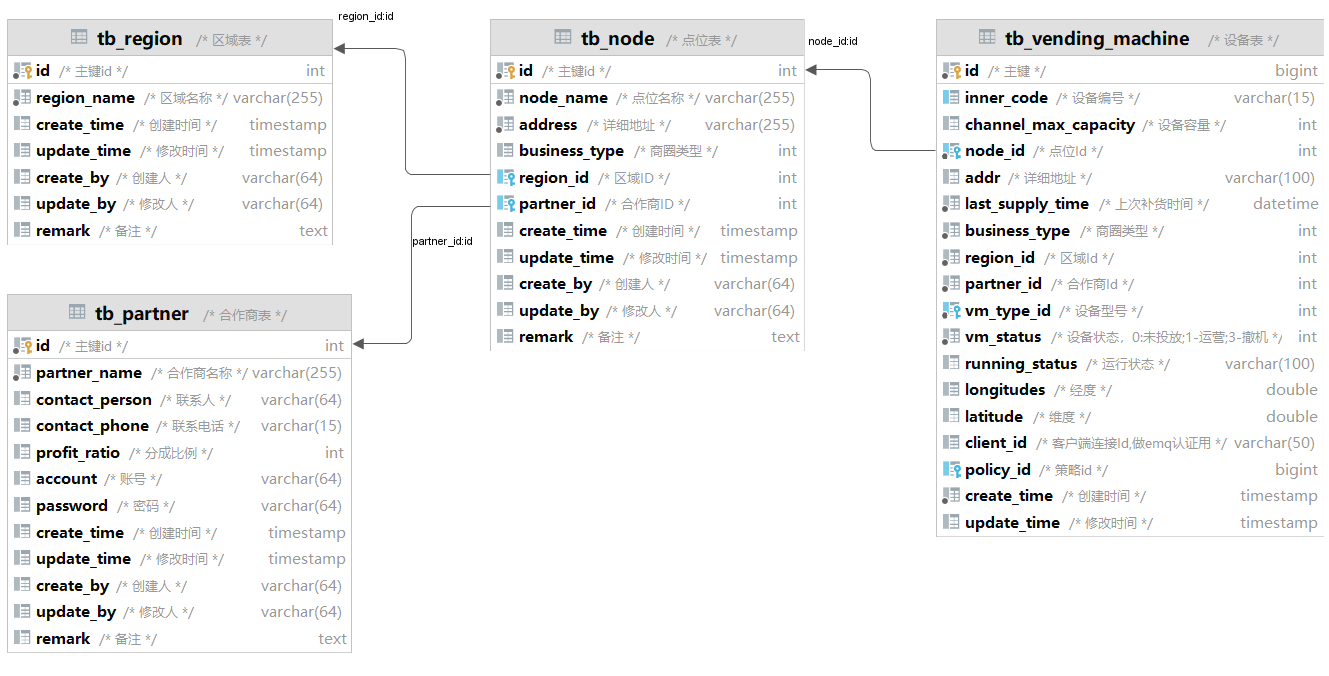 region_id:id
tb_region /* 区域表 */
id /* 主键id */ int
region_name /* 区域名称 */ varchar(255)
create_time /* 创建时间 */ timestamp
update_time /* 修改时间 */ timestamp
create_by /* 创建人 */ varchar(64)
update_by /* 修改人 */ varchar(64)
remark /* 备注 */ text
partner_id:id
tb_partner /* 合作商表 */
id /* 主键id */ int
partner_name /* 合作商名称 */ varchar(255)
contact_person /* 联系人 */ varchar(64)
contact_phone /* 联系电话 */ varchar(15)
profit_ratio /* 分成比例 */ int
account /* 账号 */ varchar(64)
password /* 密码 */ varchar(64)
create_time /* 创建时间 */ timestamp
update_time /* 修改时间 */ timestamp
create_by /* 创建人 */ varchar(64)
update_by /* 修改人 */ varchar(64)
remark /* 备注 */ text
tb_node /* 点位表 */
id /* 主键id */ int
node_name /* 点位名称 */ varchar(255)
address /* 详细地址 */ varchar(255)
business_type /* 商圈类型 */ int
region_id /* 区域ID */ int
partner_id /* 合作商ID */ int
create_time /* 创建时间 */ timestamp
update_time /* 修改时间 */ timestamp
create_by /* 创建人 */ varchar(64)
update_by /* 修改人 */ varchar(64)
remark /* 备注 */ text
node_id:id
tb_vending_machine /* 设备表 */
id /* 主键 */ bigint
inner_code /* 设备编号 */ varchar(15)
channel_max_capacity /* 设备容量 */ int
node_id /* 点位Id */ int
addr /* 详细地址 */ varchar(100)
last_supply_time /* 上次补货时间 */ datetime
business_type /* 商圈类型 */ int
region_id /* 区域Id */ int
partner_id /* 合作商Id */ int
vm_type_id /* 设备型号 */ int
vm_status /* 设备状态，0:未投放;1-运营;3-撤机 */ int
running_status /* 运行状态 */ varchar(100)
longitudes /* 经度 */ double
latitude /* 维度 */ double
client_id /* 客户端连接Id,做emq认证用 */ varchar(50)
policy_id /* 策略id */ bigint
create_time /* 创建时间 */ timestamp
update_time /* 修改时间 */ timestamp